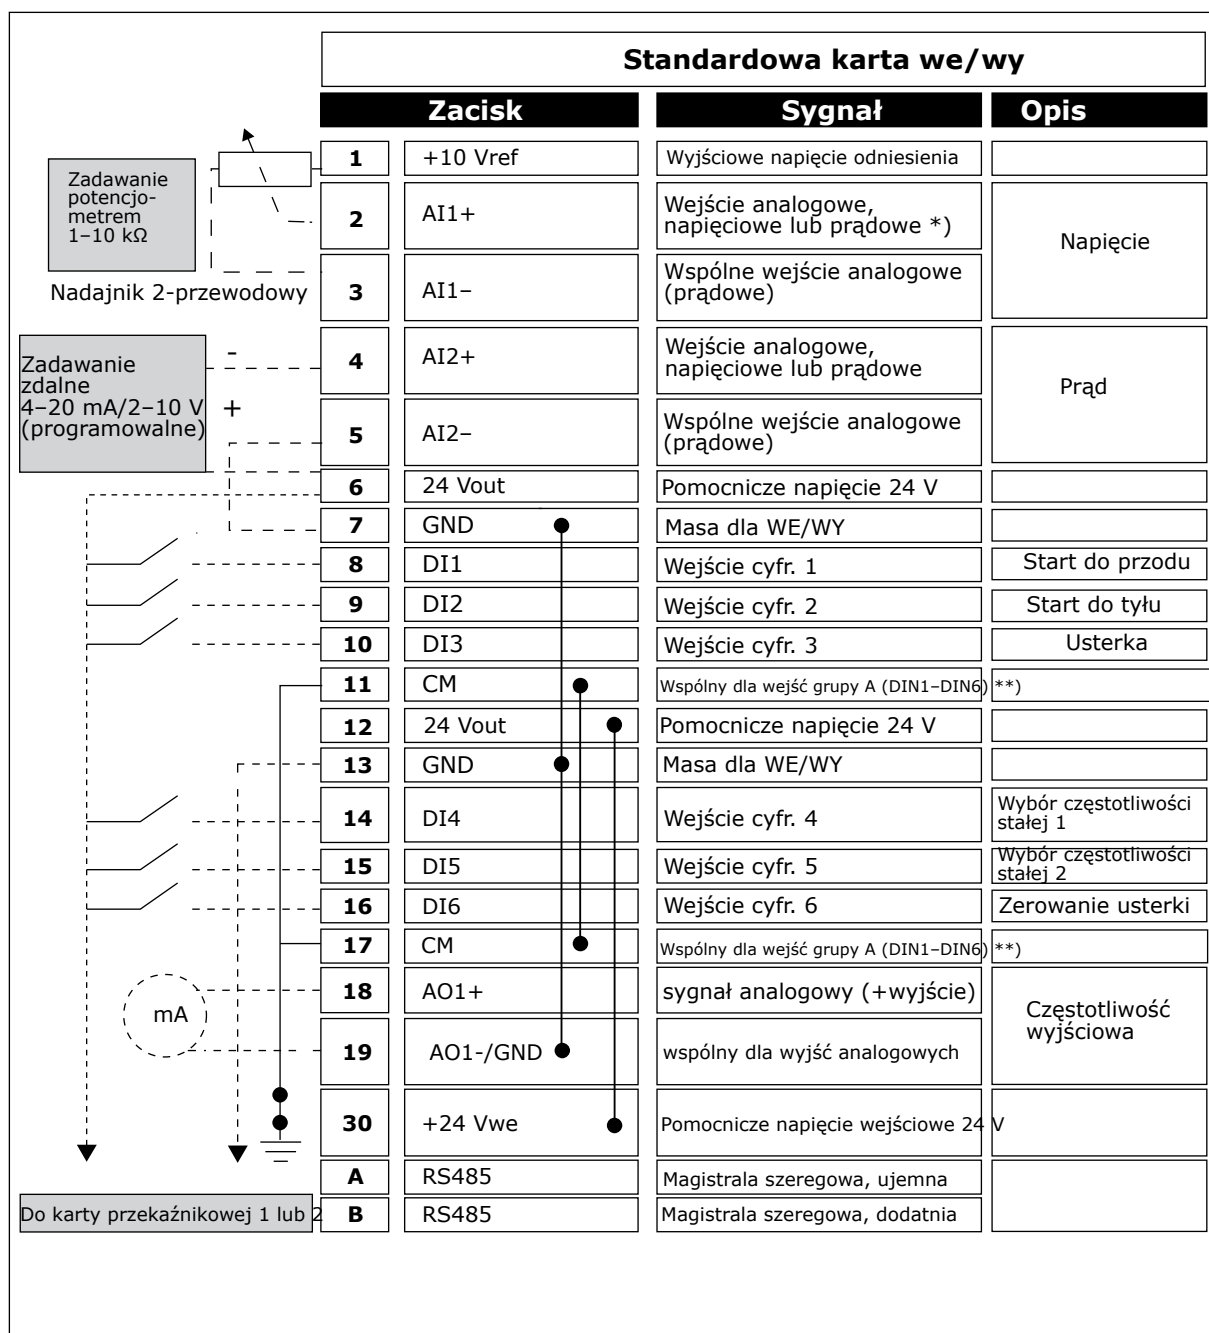 Standardowa karta we/wy
Zacisk Sygnał Opis
1 +10 Vref Wyjściowe napięcie odniesienia
Zadawanie
potencjo-
metrem
1–10 kΩ
2 AI1+ Wejście analogowe,
napięciowe lub prądowe *)
Napięcie
Nadajnik 2-przewodowy
3 AI1– Wspólne wejście analogowe
(prądowe)
Zadawanie
zdalne
4–20 mA/2–10 V
(programowalne)
-
+
4 AI2+ Wejście analogowe,
napięciowe lub prądowe
Prąd
5 AI2– Wspólne wejście analogowe
(prądowe)
6 24 Vout Pomocnicze napięcie 24 V
7 GND Masa dla WE/WY
8 DI1 Wejście cyfr. 1 Start do przodu
9 DI2 Wejście cyfr. 2 Start do tyłu
10 DI3 Wejście cyfr. 3 Usterka
11 CM Wspólny dla wejść grupy A (DIN1–DIN6) **)
12 24 Vout Pomocnicze napięcie 24 V
13 GND Masa dla WE/WY
14 DI4 Wejście cyfr. 4 Wybór częstotliwości
stałej 1
15 DI5 Wejście cyfr. 5 Wybór częstotliwości
stałej 2
16 DI6 Wejście cyfr. 6 Zerowanie usterki
17 CM Wspólny dla wejść grupy A (DIN1–DIN6) **)
mA
18 AO1+ sygnał analogowy (+wyjście)
Częstotliwość
wyjściowa
19 AO1-/GND wspólny dla wyjść analogowych
30 +24 Vwe Pomocnicze napięcie wejściowe 24 V
A RS485 Magistrala szeregowa, ujemna
Do karty przekaźnikowej 1 lub 2
B RS485 Magistrala szeregowa, dodatnia